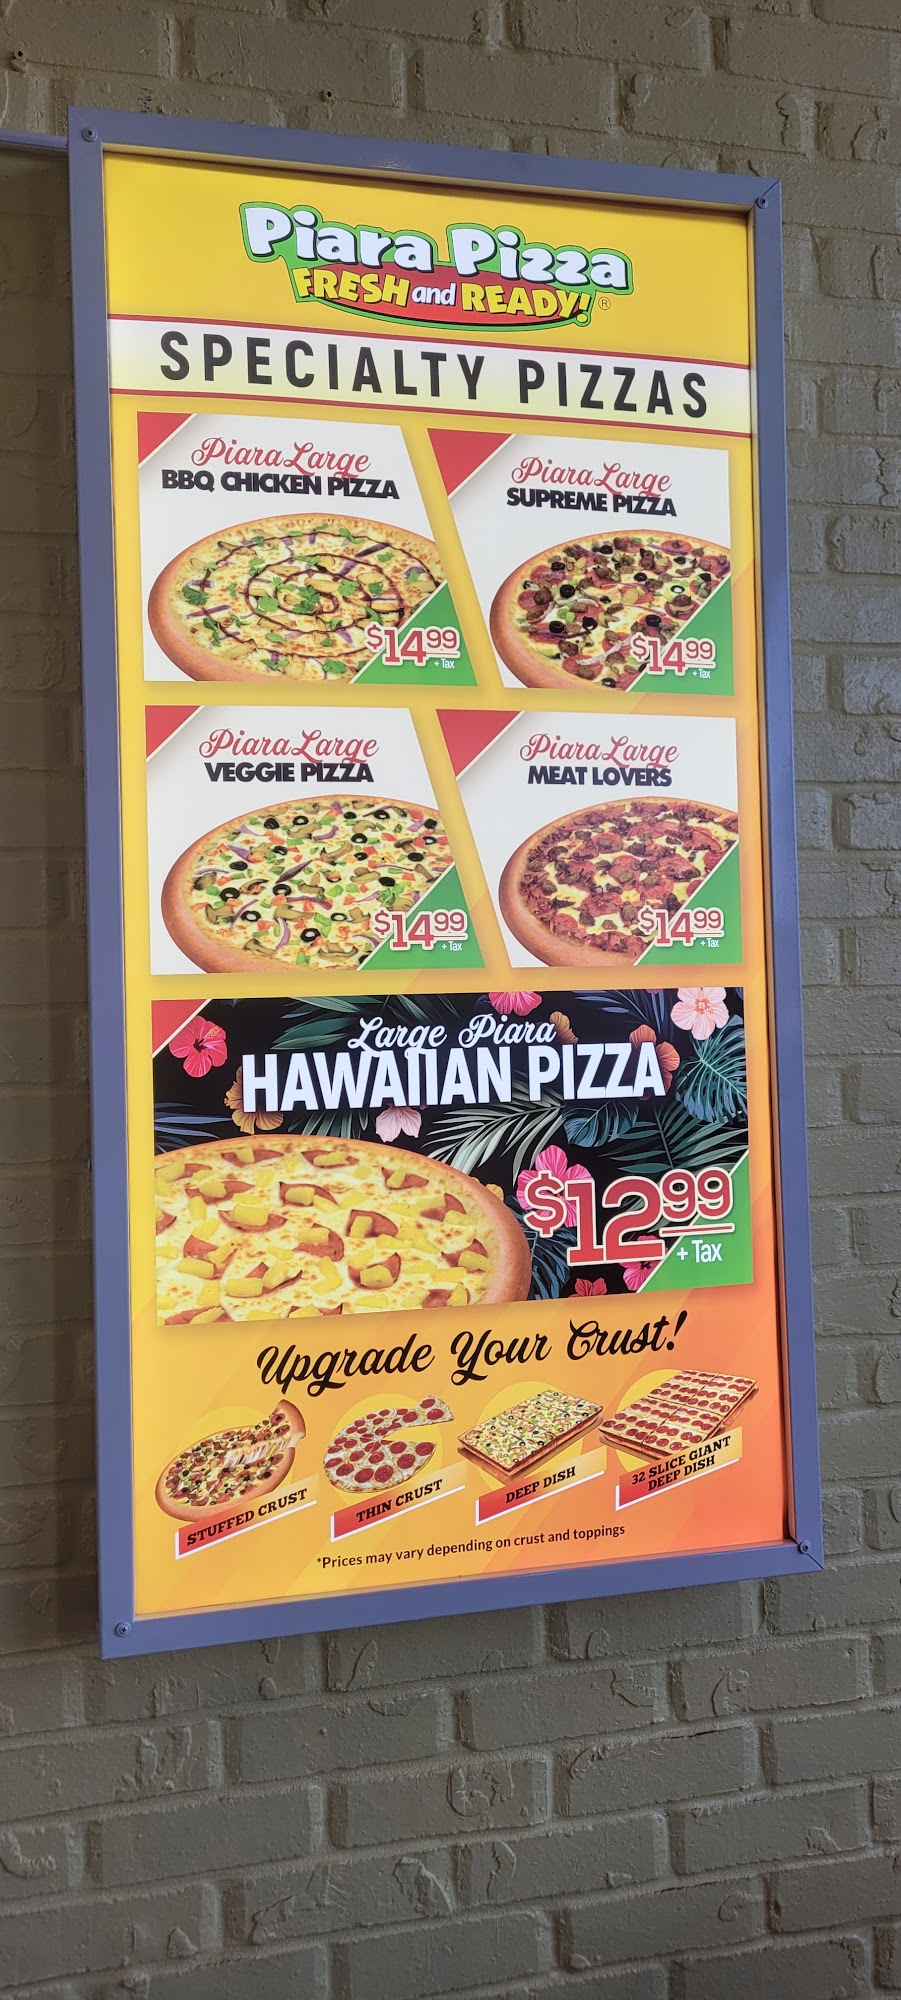 Piara Pizza
FRESH and READY! ®
SPECIALTY PIZZAS
Piara Large
BBQ CHICKEN PIZZA
$14.99
+ Tax
Piara Large
SUPREME PIZZA
$14.99
+ Tax
Piara Large
VEGGIE PIZZA
$14.99
+ Tax
Piara Large
MEAT LOVERS
$14.99
+ Tax
Large Piara
HAWAIIAN PIZZA
$12.99
+ Tax
Upgrade Your Crust!
STUFFED CRUST
THIN CRUST
DEEP DISH
32 SLICE GIANT
DEEP DISH
*Prices may vary depending on crust and toppings